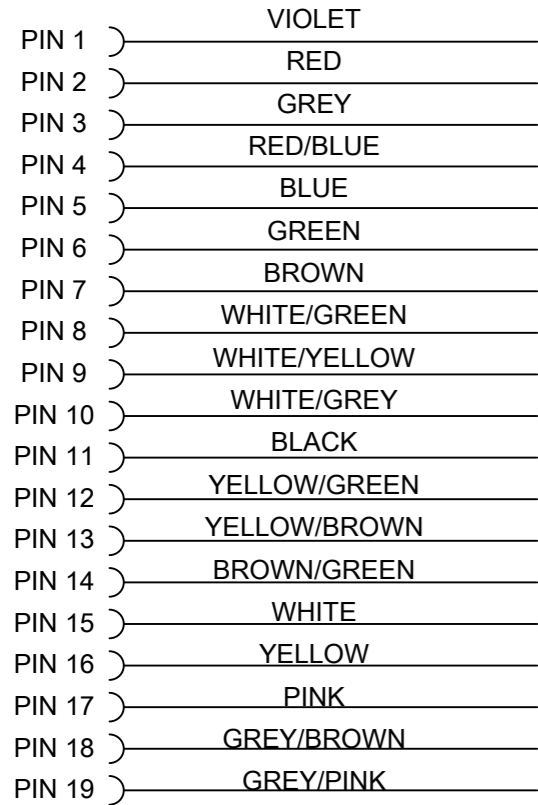 PIN 1 VIOLET
PIN 2 RED
PIN 3 GREY
PIN 4 RED/BLUE
PIN 5 BLUE
PIN 6 GREEN
PIN 7 BROWN
PIN 8 WHITE/GREEN
PIN 9 WHITE/YELLOW
PIN 10 WHITE/GREY
PIN 11 BLACK
PIN 12 YELLOW/GREEN
PIN 13 YELLOW/BROWN
PIN 14 BROWN/GREEN
PIN 15 WHITE
PIN 16 YELLOW
PIN 17 PINK
PIN 18 GREY/BROWN
PIN 19 GREY/PINK